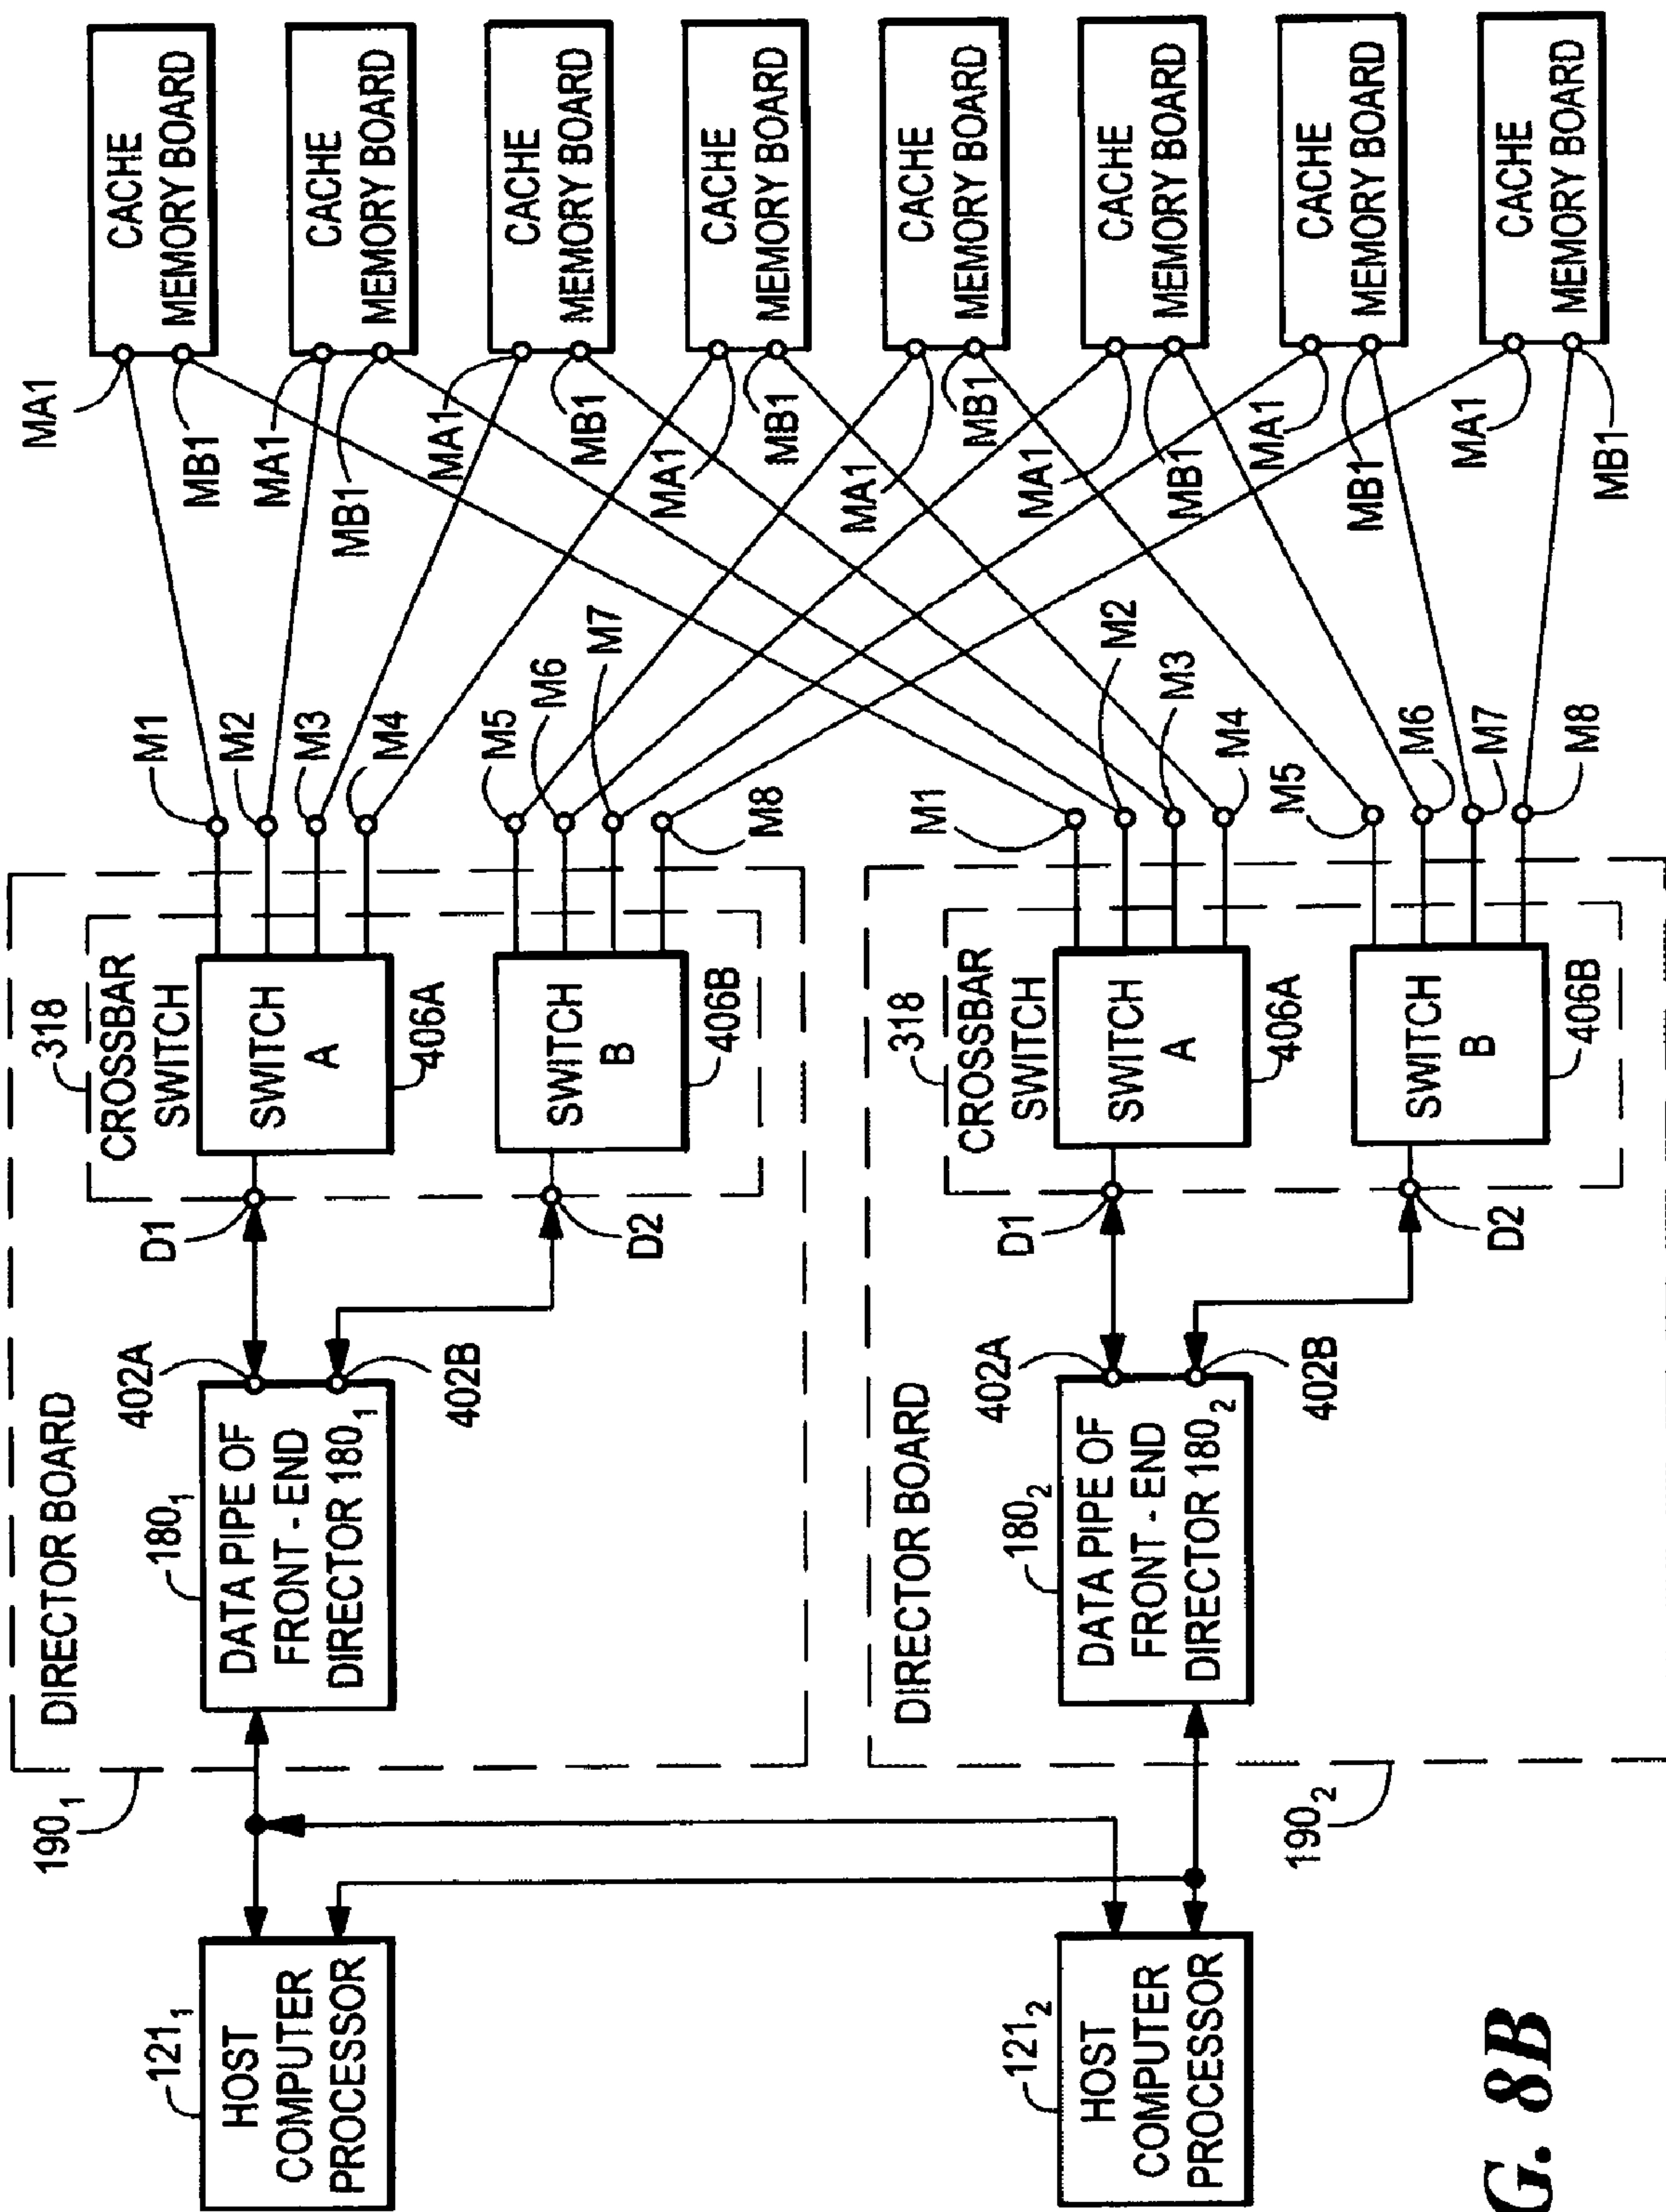 121₁
HOST
COMPUTER
PROCESSOR
190₁
DIRECTOR BOARD
180₁
DATA PIPE OF
FRONT - END
DIRECTOR 180₁
402A
402B
318
CROSSBAR
SWITCH
D1
D2
SWITCH
A
406A
SWITCH
B
406B
M1
M2
M3
M4
M5
M6
M7
M8
121₂
HOST
COMPUTER
PROCESSOR
190₂
DIRECTOR BOARD
180₂
DATA PIPE OF
FRONT - END
DIRECTOR 180₂
402A
402B
318
CROSSBAR
SWITCH
D1
D2
SWITCH
A
406A
SWITCH
B
406B
M1
M2
M3
M4
M5
M6
M7
M8
MA1
MB1
CACHE
MEMORY BOARD
MA1
MB1
CACHE
MEMORY BOARD
MA1
MB1
CACHE
MEMORY BOARD
MA1
MB1
CACHE
MEMORY BOARD
MA1
MB1
CACHE
MEMORY BOARD
MA1
MB1
CACHE
MEMORY BOARD
MA1
MB1
CACHE
MEMORY BOARD
MA1
MB1
CACHE
MEMORY BOARD
G. 8B